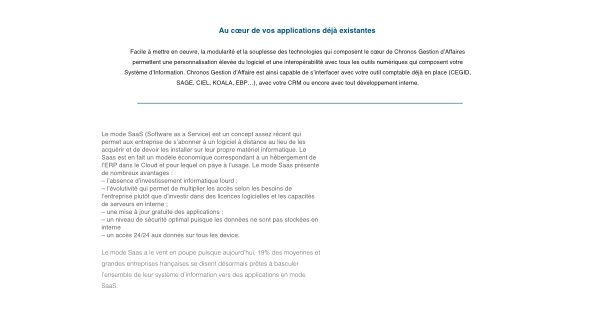 Au cœur de vos applications déjà existantes
Facile à mettre en oeuvre, la modularité et la souplesse des technologies qui composent le cœur de Chronos Gestion d'Affaires
permettent une personnalisation élevée du logiciel et une interopérabilité avec tous les outils numériques qui composent votre
Système d'Information. Chronos Gestion d'Affaire est ainsi capable de s'interfacer avec votre outil comptable déjà en place (CEGID,
SAGE, CIEL, KOALA, EBP…), avec votre CRM ou encore avec tout développement interne.
Le mode SaaS (Software as a Service) est un concept assez récent qui
permet aux entreprise de s'abonner à un logiciel à distance au lieu de les
acquérir et de devoir les installer sur leur propre matériel informatique. Le
Saas est en fait un modèle économique correspondant à un hébergement de
l'ERP dans le Cloud et pour lequel on paye à l'usage. Le mode Saas présente
de nombreux avantages :
– l'absence d'investissement informatique lourd ;
– l'évolutivité qui permet de multiplier les accès selon les besoins de
l'entreprise plutôt que d'investir dans des licences logicielles et les capacités
de serveurs en interne ;
– une mise à jour gratuite des applications ;
– un niveau de sécurité optimal puisque les données ne sont pas stockées en
interne
– un accès 24/24 aux donnés sur tous les device.
Le mode Saas a le vent en poupe puisque aujourd'hui, 19% des moyennes et
grandes entreprises françaises se disent désormais prêtes à basculer
l'ensemble de leur système d'information vers des applications en mode
SaaS.